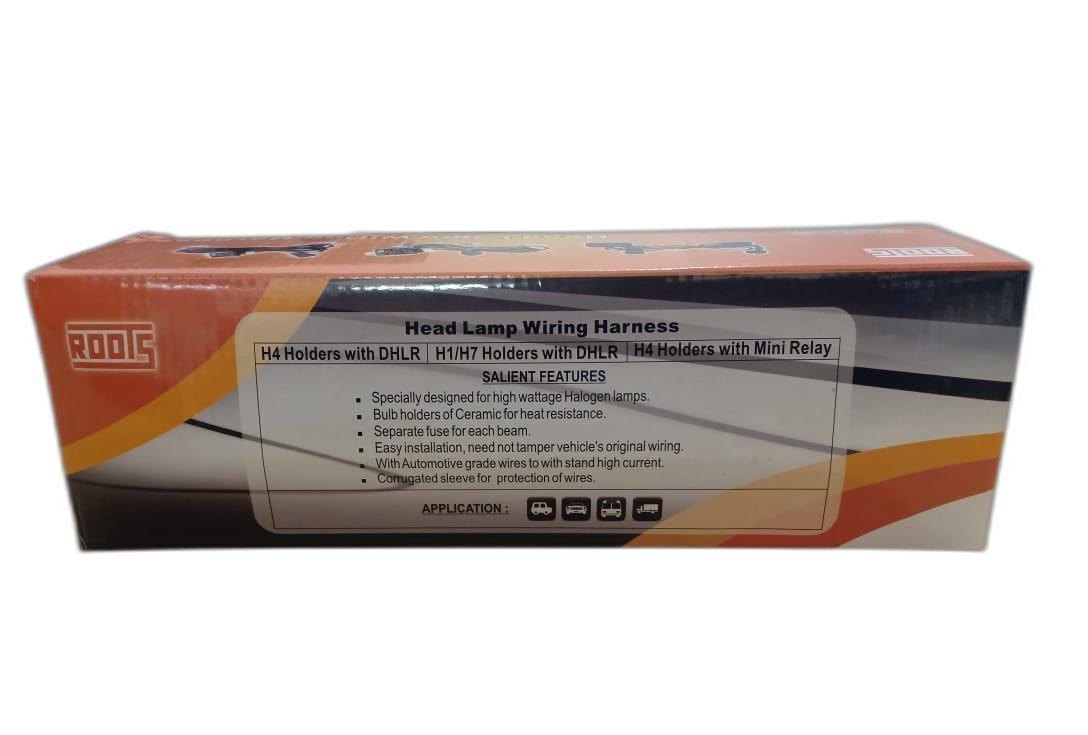 ROOTS
ROOTS
Head Lamp Wiring Harness
H4 Holders with DHLR
H1/H7 Holders with DHLR
H4 Holders with Mini Relay
SALIENT FEATURES
Specially designed for high wattage Halogen lamps.
Bulb holders of Ceramic for heat resistance.
Separate fuse for each beam.
Easy installation, need not tamper vehicle's original wiring.
With Automotive grade wires to with stand high current.
Corrugated sleeve for protection of wires.
APPLICATION :